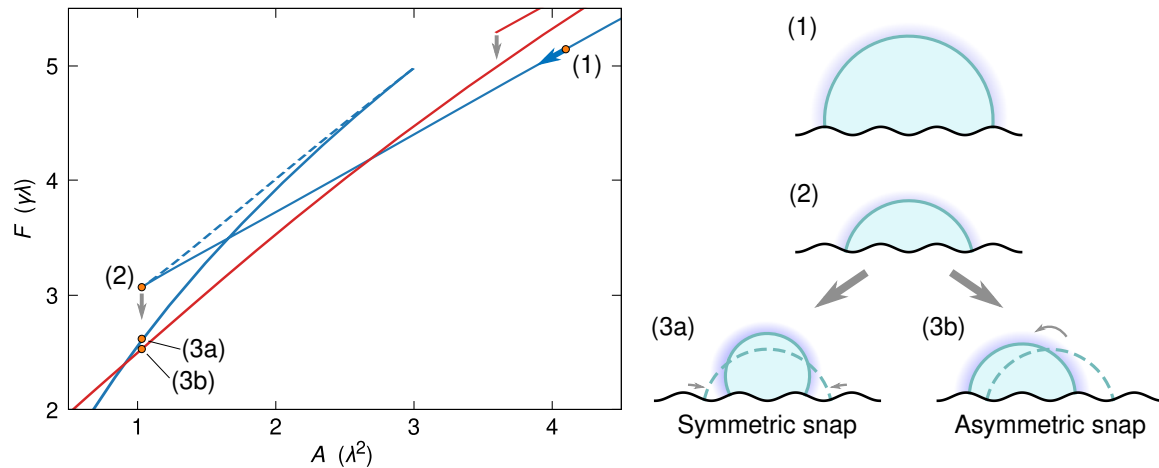 5
4
3
2
F (γλ)
1
2
3
4
A (λ²)
(1)
(2)
(3a)
(3b)
(1)
(2)
(3a)
(3b)
Symmetric snap
Asymmetric snap